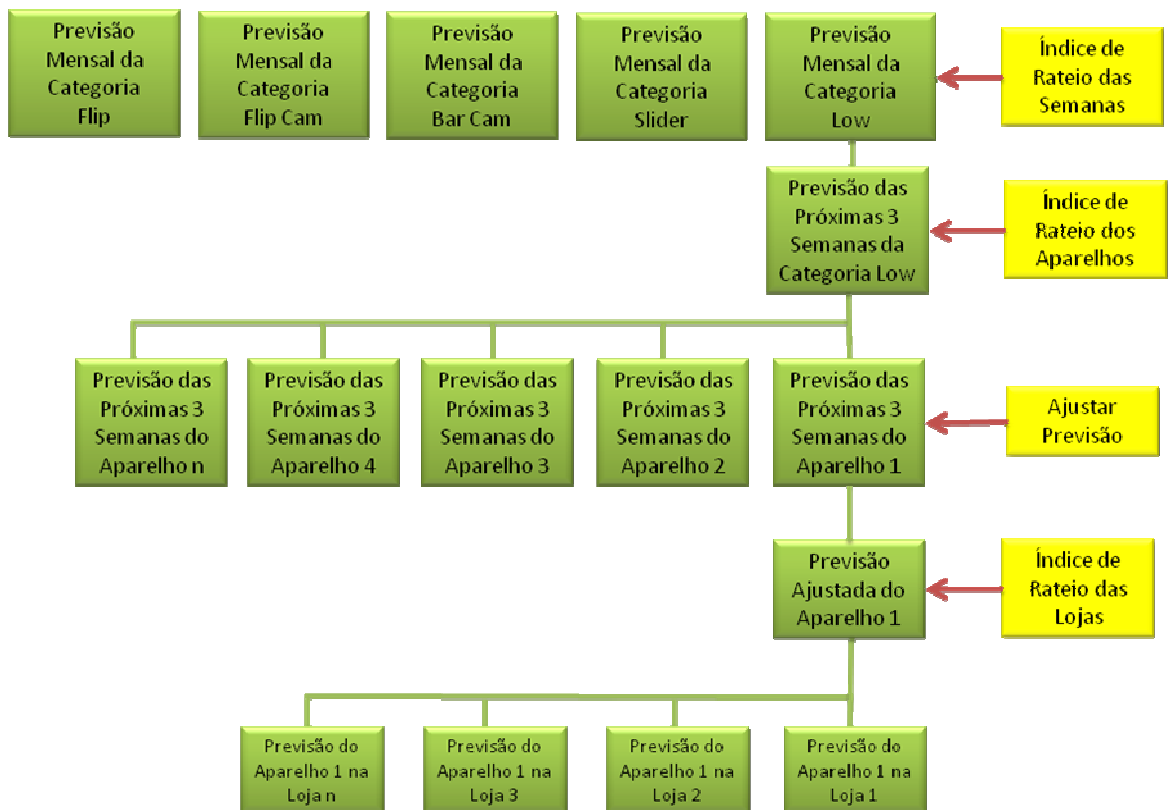 Previsão
Mensal da
Categoria
Flip
Previsão
Mensal da
Categoria
Flip Cam
Previsão
Mensal da
Categoria
Bar Cam
Previsão
Mensal da
Categoria
Slider
Previsão
Mensal da
Categoria
Low
Índice de
Rateio das
Semanas
Previsão das
Próximas 3
Semanas da
Categoria Low
Índice de
Rateio dos
Aparelhos
Previsão das
Próximas 3
Semanas do
Aparelho n
Previsão das
Próximas 3
Semanas do
Aparelho 4
Previsão das
Próximas 3
Semanas do
Aparelho 3
Previsão das
Próximas 3
Semanas do
Aparelho 2
Previsão das
Próximas 3
Semanas do
Aparelho 1
Ajustar
Previsão
Previsão
Ajustada do
Aparelho 1
Índice de
Rateio das
Lojas
Previsão do
Aparelho 1 na
Loja n
Previsão do
Aparelho 1 na
Loja 3
Previsão do
Aparelho 1 na
Loja 2
Previsão do
Aparelho 1 na
Loja 1